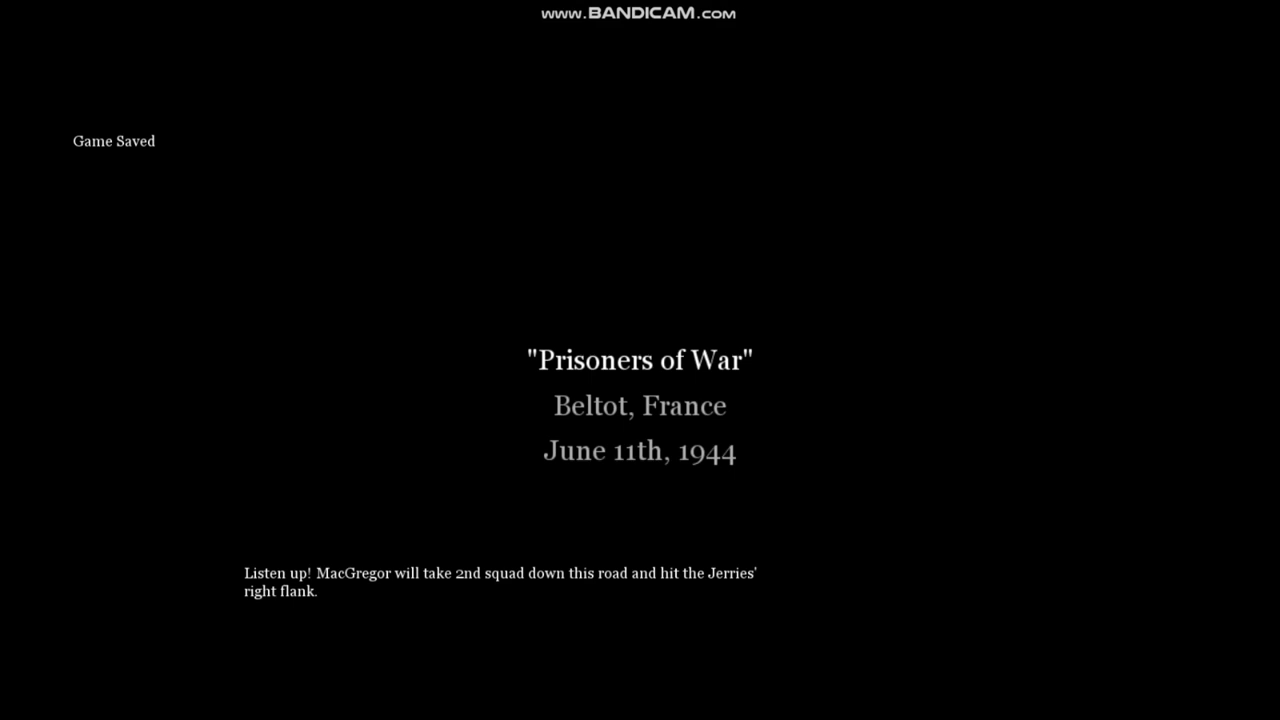 www.BANDICAM.com
Game Saved
"Prisoners of War"
Beltot, France
June 11th, 1944
Listen up! MacGregor will take 2nd squad down this road and hit the Jerries'
right flank.